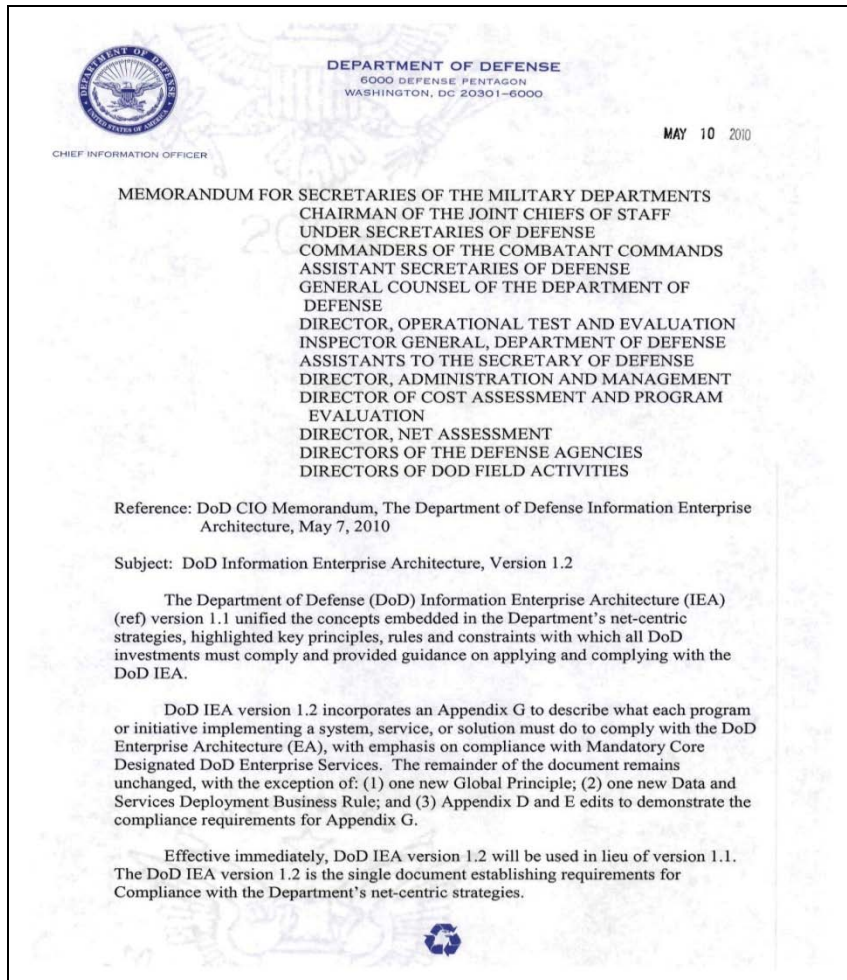 DEPARTMENT OF DEFENSE
UNITED STATES OF AMERICA
CHIEF INFORMATION OFFICER
DEPARTMENT OF DEFENSE
6000 DEFENSE PENTAGON
WASHINGTON, DC 20301-6000
MAY 10 2010
MEMORANDUM FOR SECRETARIES OF THE MILITARY DEPARTMENTS
CHAIRMAN OF THE JOINT CHIEFS OF STAFF
UNDER SECRETARIES OF DEFENSE
COMMANDERS OF THE COMBATANT COMMANDS
ASSISTANT SECRETARIES OF DEFENSE
GENERAL COUNSEL OF THE DEPARTMENT OF
DEFENSE
DIRECTOR, OPERATIONAL TEST AND EVALUATION
INSPECTOR GENERAL, DEPARTMENT OF DEFENSE
ASSISTANTS TO THE SECRETARY OF DEFENSE
DIRECTOR, ADMINISTRATION AND MANAGEMENT
DIRECTOR OF COST ASSESSMENT AND PROGRAM
EVALUATION
DIRECTOR, NET ASSESSMENT
DIRECTORS OF THE DEFENSE AGENCIES
DIRECTORS OF DOD FIELD ACTIVITIES
Reference: DoD CIO Memorandum, The Department of Defense Information Enterprise
Architecture, May 7, 2010
Subject: DoD Information Enterprise Architecture, Version 1.2
The Department of Defense (DoD) Information Enterprise Architecture (IEA)
(ref) version 1.1 unified the concepts embedded in the Department's net-centric
strategies, highlighted key principles, rules and constraints with which all DoD
investments must comply and provided guidance on applying and complying with the
DoD IEA.
DoD IEA version 1.2 incorporates an Appendix G to describe what each program
or initiative implementing a system, service, or solution must do to comply with the DoD
Enterprise Architecture (EA), with emphasis on compliance with Mandatory Core
Designated DoD Enterprise Services. The remainder of the document remains
unchanged, with the exception of: (1) one new Global Principle; (2) one new Data and
Services Deployment Business Rule; and (3) Appendix D and E edits to demonstrate the
compliance requirements for Appendix G.
Effective immediately, DoD IEA version 1.2 will be used in lieu of version 1.1.
The DoD IEA version 1.2 is the single document establishing requirements for
Compliance with the Department's net-centric strategies.